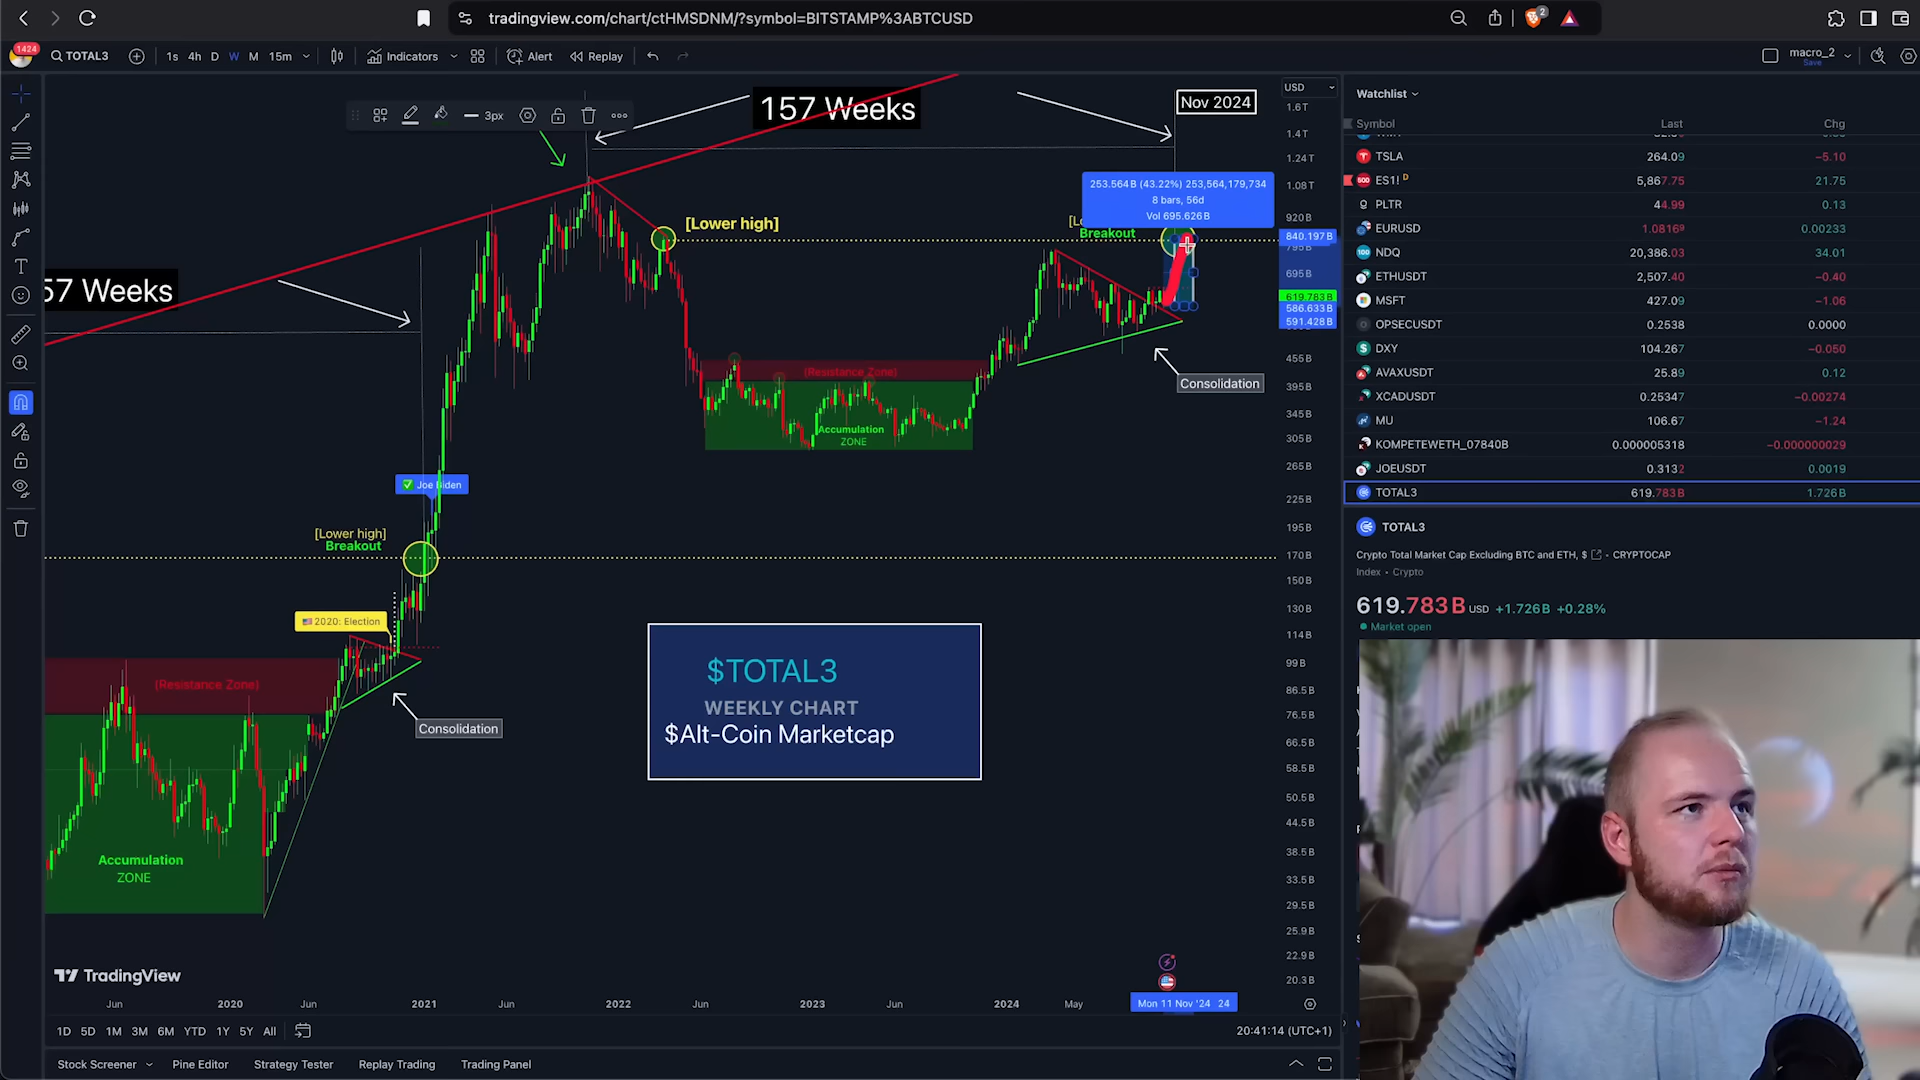 tradingview.com/chart/ctHMSDNM/?symbol=BITSTAMP%3ABTCUSD
2
1424
TOTAL3
1s 4h D W M 15m
Indicators
Alert
Replay
macro_2
Save
3px
157 Weeks
Nov 2024
253.564B (43.22%) 253,564,179,734
8 bars, 56d
Vol 695.626B
[Lower high]
Breakout
57 Weeks
(Resistance Zone)
Accumulation
ZONE
Consolidation
Joe Biden
[Lower high]
Breakout
2020: Election
(Resistance Zone)
Accumulation
ZONE
Consolidation
$TOTAL3
WEEKLY CHART
$Alt-Coin Marketcap
TradingView
USD
1.6T
1.4T
1.24T
1.08T
920B
840.197B
795B
695B
619.783B
586.633B
591.428B
455B
395B
345B
305B
265B
225B
195B
170B
150B
130B
114B
99B
86.5B
76.5B
66.5B
58.5B
50.5B
44.5B
38.5B
33.5B
29.5B
25.9B
22.9B
20.3B
Jun 2020 Jun 2021 Jun 2022 Jun 2023 Jun 2024 May
Mon 11 Nov '24 24
1D 5D 1M 3M 6M YTD 1Y 5Y All
20:41:14 (UTC+1)
Stock Screener
Pine Editor
Strategy Tester
Replay Trading
Trading Panel
Watchlist
Symbol Last Chg
TSLA 264.09 −5.10
ES1! D 5,867.75 21.75
PLTR 44.99 0.13
EURUSD 1.0816⁹ 0.00233
NDQ 20,386.03 34.01
ETHUSDT 2,507.40 −0.40
MSFT 427.09 −1.06
OPSECUSDT 0.2538 0.0000
DXY 104.267 −0.050
AVAXUSDT 25.89 0.12
XCADUSDT 0.25347 −0.00274
MU 106.67 −1.24
KOMPETEWETH_07840B 0.000005318 −0.000000029
JOEUSDT 0.3132 0.0019
TOTAL3 619.783B 1.726B
TOTAL3
Crypto Total Market Cap Excluding BTC and ETH, $ • CRYPTOCAP
Index • Crypto
619.783B USD +1.726B +0.28%
Market open